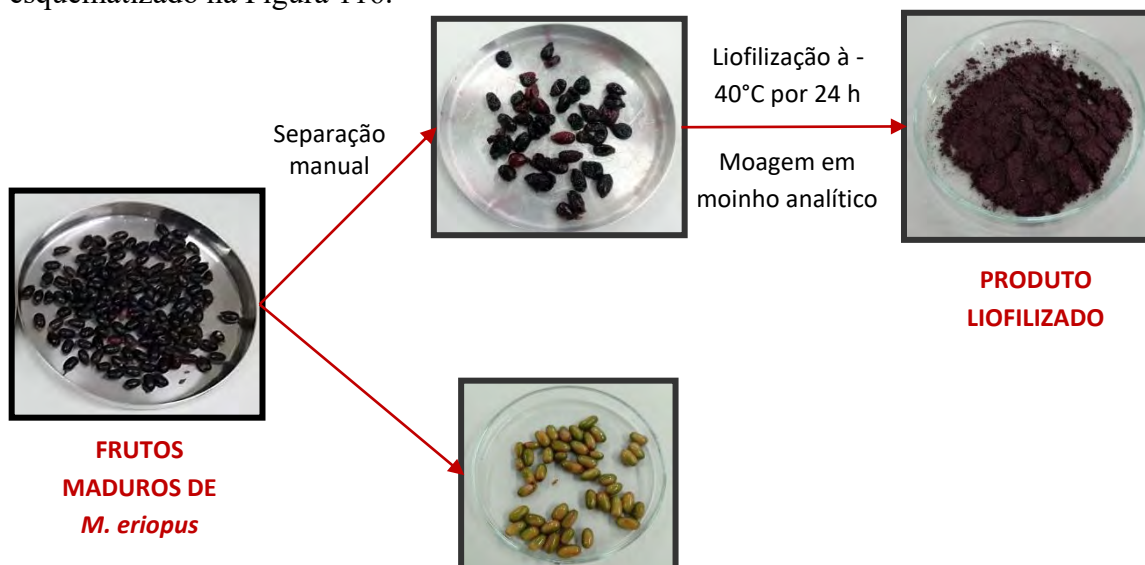 esquematizado na Figura 116.
Separação
manual
Liofilização à -
40°C por 24 h
Moagem em
moinho analítico
PRODUTO
LIOFILIZADO
FRUTOS
MADUROS DE
M. eriopus